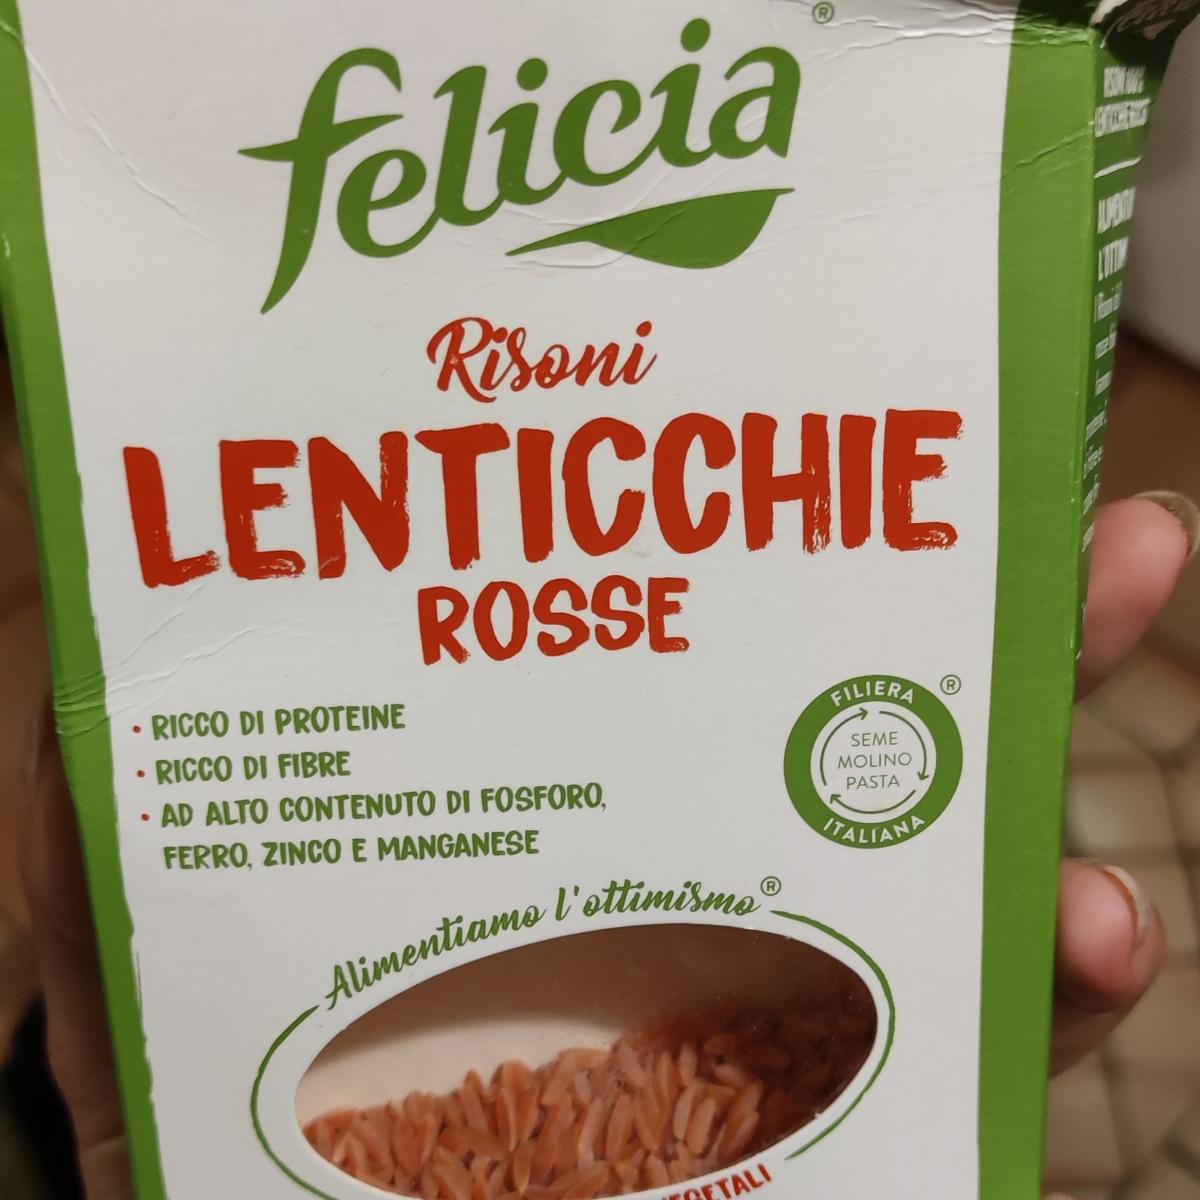 felicia®
Risoni
LENTICCHIE
ROSSE
• RICCO DI PROTEINE
• RICCO DI FIBRE
• AD ALTO CONTENUTO DI FOSFORO,
FERRO, ZINCO E MANGANESE
FILIERA ®
SEME
MOLINO
PASTA
ITALIANA
Alimentiamo l'ottimismo®